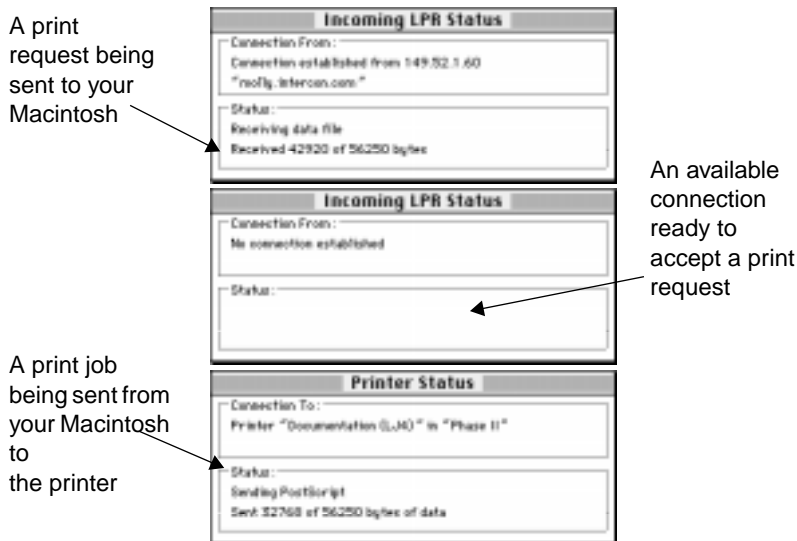 A print
request being
sent to your
Macintosh
Incoming LPR Status
Connection From:
Connection established from 149.52.1.60
"molly.intercon.com"
Status:
Receiving data file
Received 42920 of 56250 bytes
An available
connection
ready to
accept a print
request
Incoming LPR Status
Connection From:
No connection established
Status:
A print job
being sent from
your Macintosh
to
the printer
Printer Status
Connection To:
Printer "Documentation (LJ4)" in "Phase II"
Status:
Sending PostScript
Sent 32768 of 56250 bytes of data